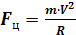 F_ц = m·V²/R